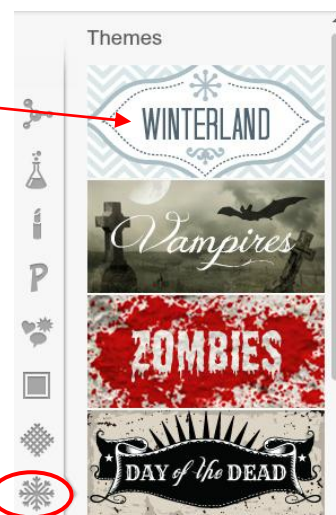 Themes
WINTERLAND
Vampires
P
ZOMBIES
DAY of the DEAD